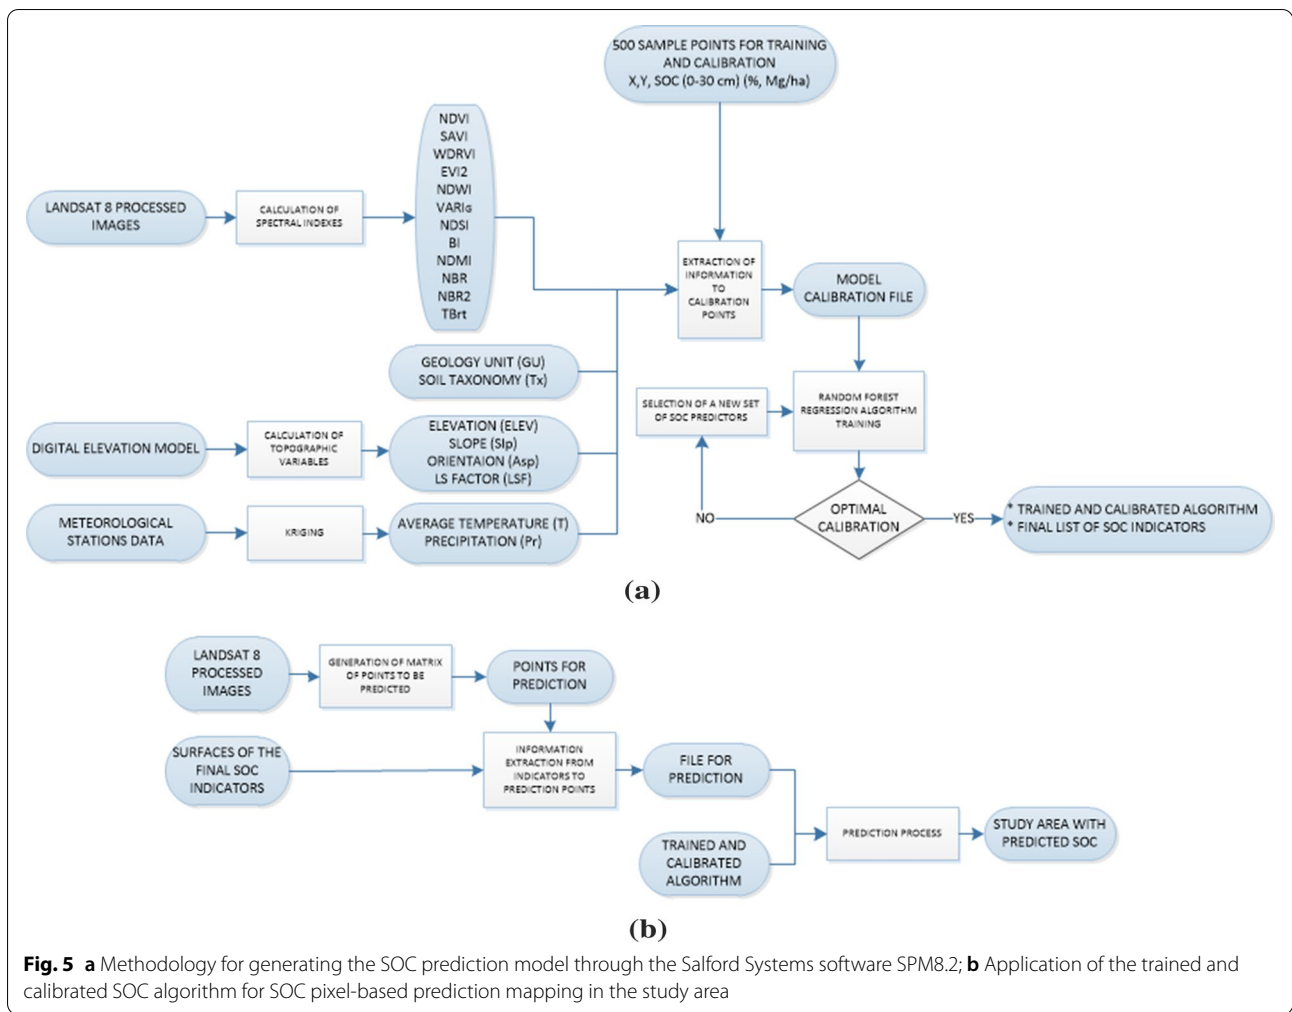 500 SAMPLE POINTS FOR TRAINING
AND CALIBRATION
X,Y, SOC (0-30 cm) (%, Mg/ha)
NDVI
SAVI
WDRVI
EVI2
NDWI
VARIG
NDSI
BI
NDMI
NBR
NBR2
TBrt
LANDSAT 8 PROCESSED
IMAGES
CALCULATION OF
SPECTRAL INDEXES
EXTRACTION OF
INFORMATION
TO
CALIBRATION
POINTS
MODEL
CALIBRATION FILE
GEOLOGY UNIT (GU)
SOIL TAXONOMY (Tx)
SELECTION OF A NEW SET
OF SOC PREDICTORS
RANDOM FOREST
REGRESSION ALGORITHM
TRAINING
DIGITAL ELEVATION MODEL
CALCULATION OF
TOPOGRAPHIC
VARIABLES
ELEVATION (ELEV)
SLOPE (Slp)
ORIENTAION (Asp)
LS FACTOR (LSF)
METEOROLOGICAL
STATIONS DATA
KRIGING
AVERAGE TEMPERATURE (T)
PRECIPITATION (Pr)
NO
OPTIMAL
CALIBRATION
YES
* TRAINED AND CALIBRATED ALGORITHM
* FINAL LIST OF SOC INDICATORS
(a)
LANDSAT 8
PROCESSED
IMAGES
GENERATION OF MATRIX
OF POINTS TO BE
PREDICTED
POINTS FOR
PREDICTION
SURFACES OF THE
FINAL SOC
INDICATORS
INFORMATION
EXTRACTION FROM
INDICATORS TO
PREDICTION POINTS
FILE FOR
PREDICTION
TRAINED AND
CALIBRATED
ALGORITHM
PREDICTION PROCESS
STUDY AREA WITH
PREDICTED SOC
(b)
Fig. 5 a Methodology for generating the SOC prediction model through the Salford Systems software SPM8.2; b Application of the trained and
calibrated SOC algorithm for SOC pixel-based prediction mapping in the study area